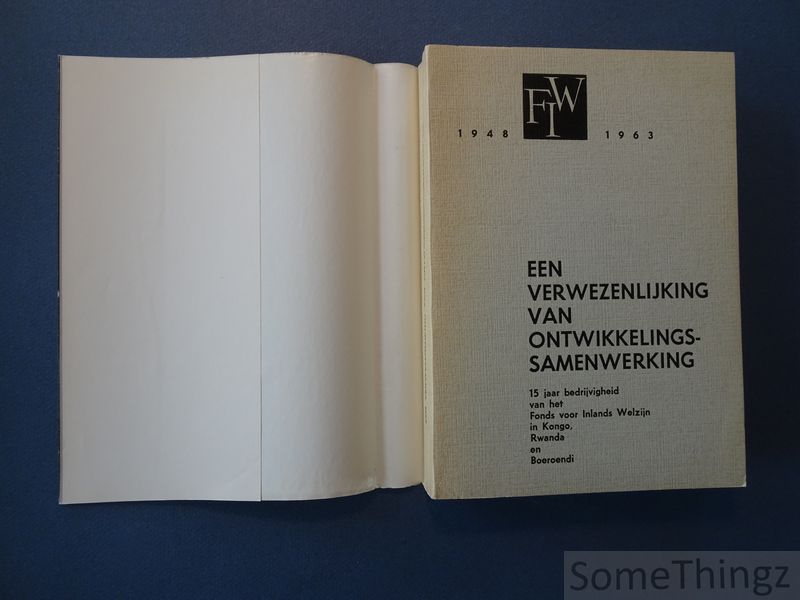 FIW
1948 1963
EEN
VERWEZENLIJKING
VAN
ONTWIKKELINGS-
SAMENWERKING
15 jaar bedrijvigheid
van het
Fonds voor Inlands Welzijn
in Kongo,
Rwanda
en
Boeroendi
SomeThingz